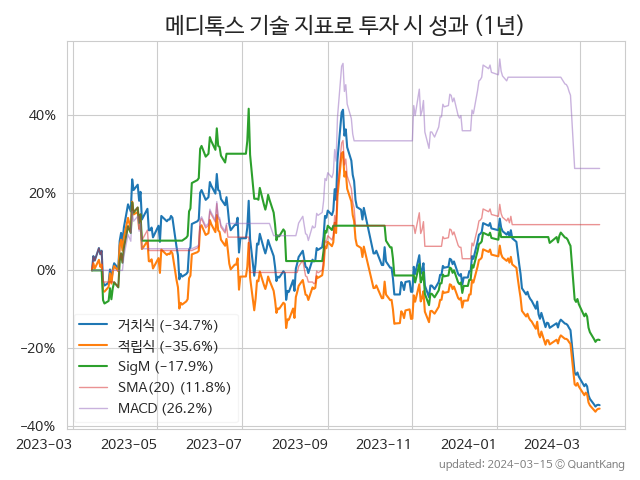 메디톡스 기술 지표로 투자 시 성과 (1년)
40%
20%
0%
−20%
−40%
거치식 (−34.7%)
적립식 (−35.6%)
SigM (−17.9%)
SMA(20) (11.8%)
MACD (26.2%)
2023−03 2023−05 2023−07 2023−09 2023−11 2024−01 2024−03
updated: 2024−03−15 © QuantKang